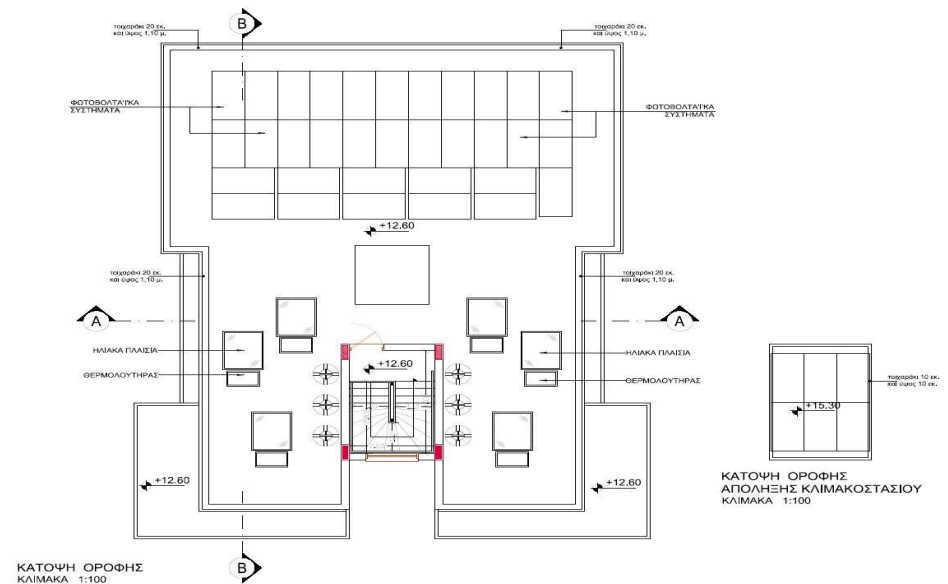 τοιχαράκι 20 εκ.
και ύψος 1,10 μ.
B
τοιχαράκι 20 εκ.
και ύψος 1,10 μ.
ΦΩΤΟΒΟΛΤΑΪΚΑ
ΣΥΣΤΗΜΑΤΑ
ΦΩΤΟΒΟΛΤΑΪΚΑ
ΣΥΣΤΗΜΑΤΑ
+12.60
τοιχαράκι 20 εκ.
και ύψος 1,10 μ.
τοιχαράκι 20 εκ.
και ύψος 1,10 μ.
A
A
ΗΛΙΑΚΑ ΠΛΑΙΣΙΑ
ΗΛΙΑΚΑ ΠΛΑΙΣΙΑ
+12.60
ΘΕΡΜΟΛΟΥΤΗΡΑΣ
ΘΕΡΜΟΛΟΥΤΗΡΑΣ
τοιχαράκι 10 εκ.
και ύψος 10 εκ.
+15.30
+12.60
+12.60
ΚΑΤΟΨΗ ΟΡΟΦΗΣ
ΑΠΟΛΗΞΗΣ ΚΛΙΜΑΚΟΣΤΑΣΙΟΥ
ΚΛΙΜΑΚΑ 1:100
B
ΚΑΤΟΨΗ ΟΡΟΦΗΣ
ΚΛΙΜΑΚΑ 1:100